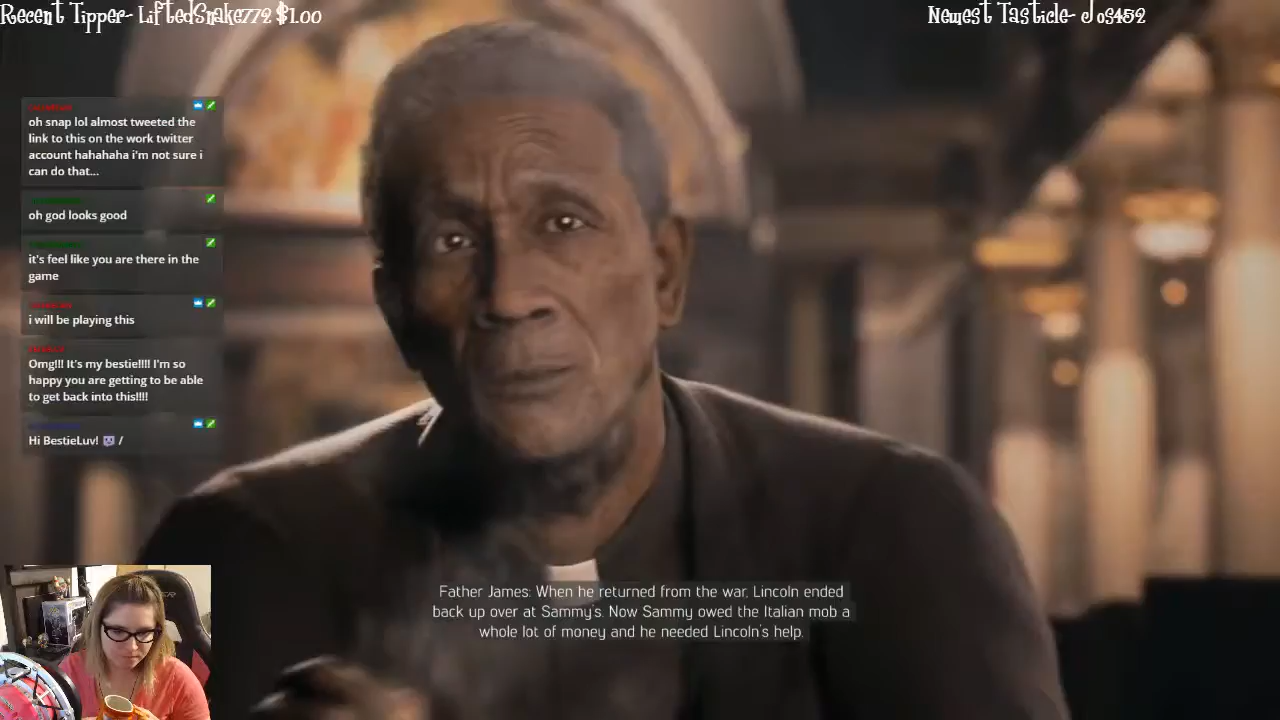 Recent Tipper- LiftedSnake772 $1.00
Newest Tasticle- Jos452
oh snap lol almost tweeted the
link to this on the work twitter
account hahahaha i'm not sure i
can do that...
oh god looks good
it's feel like you are there in the
game
i will be playing this
Omg!!! It's my bestie!!!! I'm so
happy you are getting to be able
to get back into this!!!!
Hi BestieLuv! /
Father James: When he returned from the war, Lincoln ended
back up over at Sammy's. Now Sammy owed the Italian mob a
whole lot of money and he needed Lincoln's help.